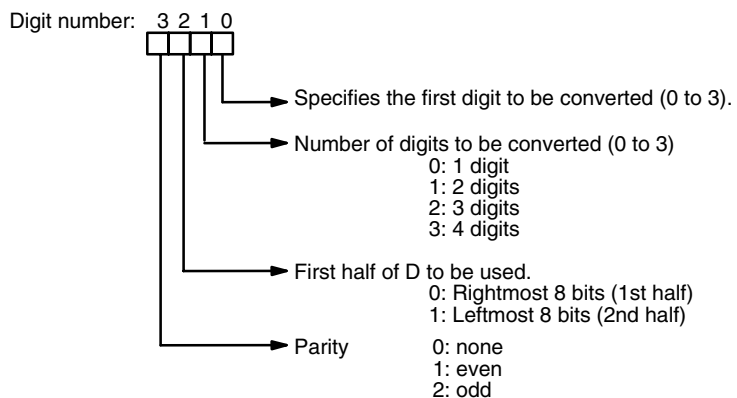 Digit number: 3 2 1 0
Specifies the first digit to be converted (0 to 3).
Number of digits to be converted (0 to 3)
0: 1 digit
1: 2 digits
2: 3 digits
3: 4 digits
First half of D to be used.
0: Rightmost 8 bits (1st half)
1: Leftmost 8 bits (2nd half)
Parity 0: none
1: even
2: odd